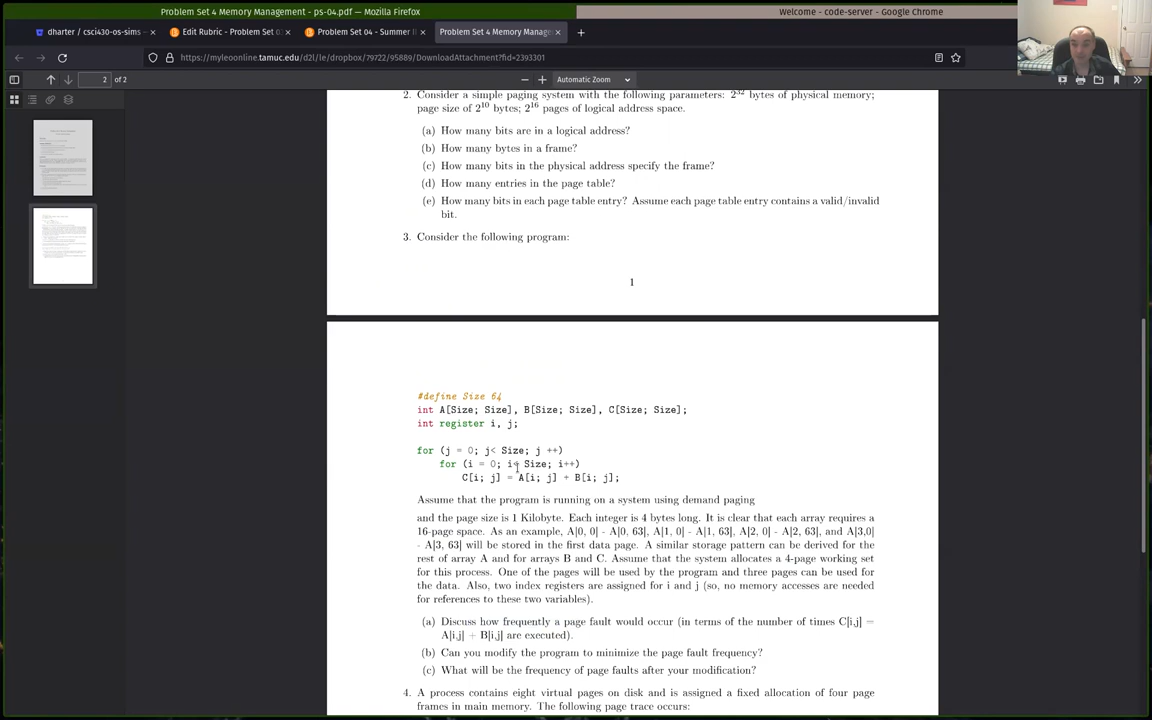 Problem Set 4 Memory Management - ps-04.pdf — Mozilla Firefox
Welcome - code-server - Google Chrome
dharter / csci430-os-sims –
Edit Rubric - Problem Set 0
Problem Set 04 - Summer II
Problem Set 4 Memory Manage
https://myleoonline.tamuc.edu/d2l/le/dropbox/79722/95889/DownloadAttachment?fid=2393301
2 of 2
Automatic Zoom
2. Consider a simple paging system with the following parameters: 2³² bytes of physical memory;
page size of 2¹⁰ bytes; 2¹⁶ pages of logical address space.
(a) How many bits are in a logical address?
(b) How many bytes in a frame?
(c) How many bits in the physical address specify the frame?
(d) How many entries in the page table?
(e) How many bits in each page table entry? Assume each page table entry contains a valid/invalid
bit.
3. Consider the following program:
1
#define Size 64
int A[Size; Size], B[Size; Size], C[Size; Size];
int register i, j;
for (j = 0; j< Size; j ++)
for (i = 0; i< Size; i++)
C[i; j] = A[i; j] + B[i; j];
Assume that the program is running on a system using demand paging
and the page size is 1 Kilobyte. Each integer is 4 bytes long. It is clear that each array requires a
16-page space. As an example, A[0, 0] - A[0, 63], A[1, 0] - A[1, 63], A[2, 0] - A[2, 63], and A[3,0]
- A[3, 63] will be stored in the first data page. A similar storage pattern can be derived for the
rest of array A and for arrays B and C. Assume that the system allocates a 4-page working set
for this process. One of the pages will be used by the program and three pages can be used for
the data. Also, two index registers are assigned for i and j (so, no memory accesses are needed
for references to these two variables).
(a) Discuss how frequently a page fault would occur (in terms of the number of times C[i,j] =
A[i,j] + B[i,j] are executed).
(b) Can you modify the program to minimize the page fault frequency?
(c) What will be the frequency of page faults after your modification?
4. A process contains eight virtual pages on disk and is assigned a fixed allocation of four page
frames in main memory. The following page trace occurs: